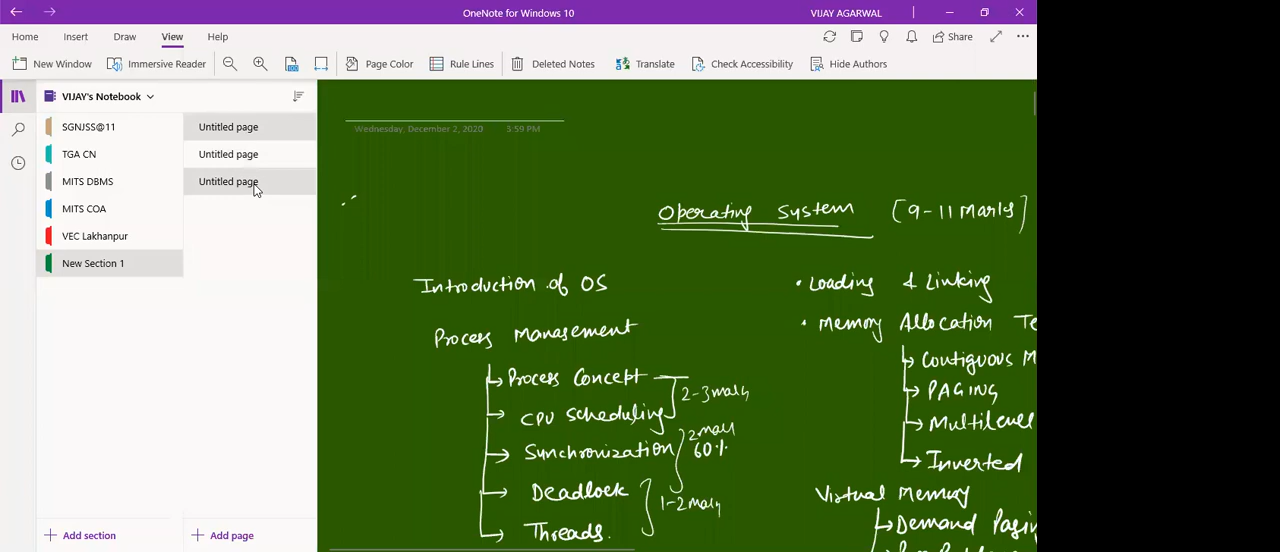 OneNote for Windows 10
VIJAY AGARWAL
Home Insert Draw View Help
Share
New Window Immersive Reader Page Color Rule Lines Deleted Notes Translate Check Accessibility Hide Authors
VIJAY's Notebook
SGNJSS@11
TGA CN
MITS DBMS
MITS COA
VEC Lakhanpur
New Section 1
Untitled page
Untitled page
Untitled page
Add section
Add page
Wednesday, December 2, 2020 3:59 PM
Operating System [9-11 Marks]
Introduction of OS
Process Management
Process Concept
CPU Scheduling
2-3 mark
Synchronization
2 mark
60%
Deadlock
Threads.
1-2 mark
• Loading & Linking
• Memory Allocation Te
Contiguous M
PAGING
Multilevel
Inverted
Virtual Memory
Demand Pagin